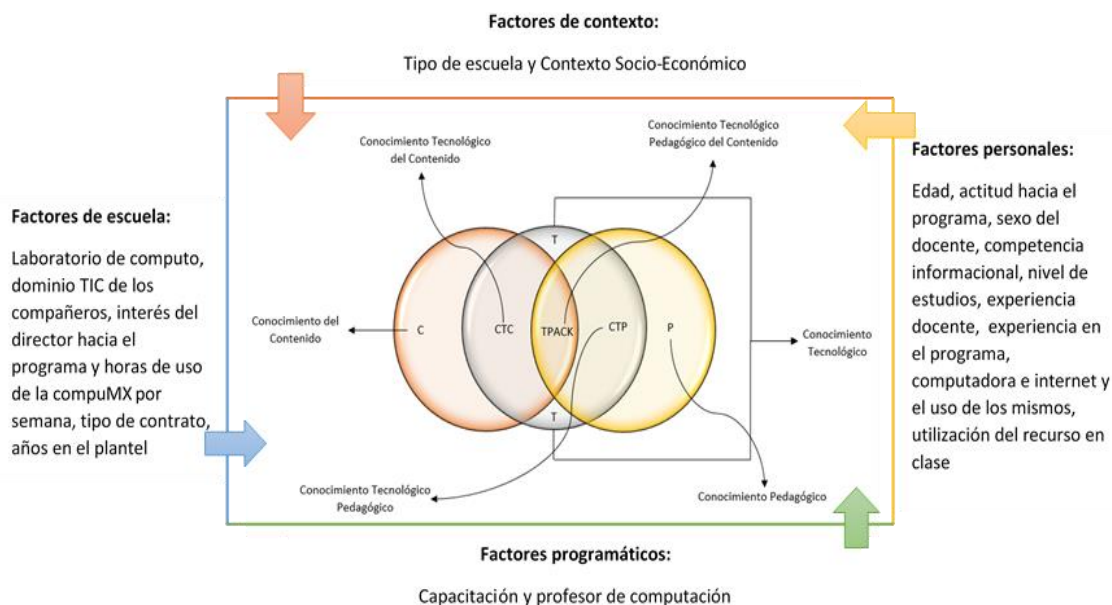 Factores de contexto:
Tipo de escuela y Contexto Socio-Económico
Conocimiento Tecnológico
del Contenido
Conocimiento Tecnológico
Pedagógico del Contenido
Factores de escuela:
Laboratorio de computo,
dominio TIC de los
compañeros, interés del
director hacia el
programa y horas de uso
de la compuMX por
semana, tipo de contrato,
años en el plantel
Factores personales:
Edad, actitud hacia el
programa, sexo del
docente, competencia
informacional, nivel de
estudios, experiencia
docente, experiencia en
el programa,
computadora e internet y
el uso de los mismos,
utilización del recurso en
clase
T
Conocimiento del
Contenido
C
CTC
TPACK
CTP
P
Conocimiento
Tecnológico
T
Conocimiento Tecnológico
Pedagógico
Conocimiento Pedagógico
Factores programáticos:
Capacitación y profesor de computación